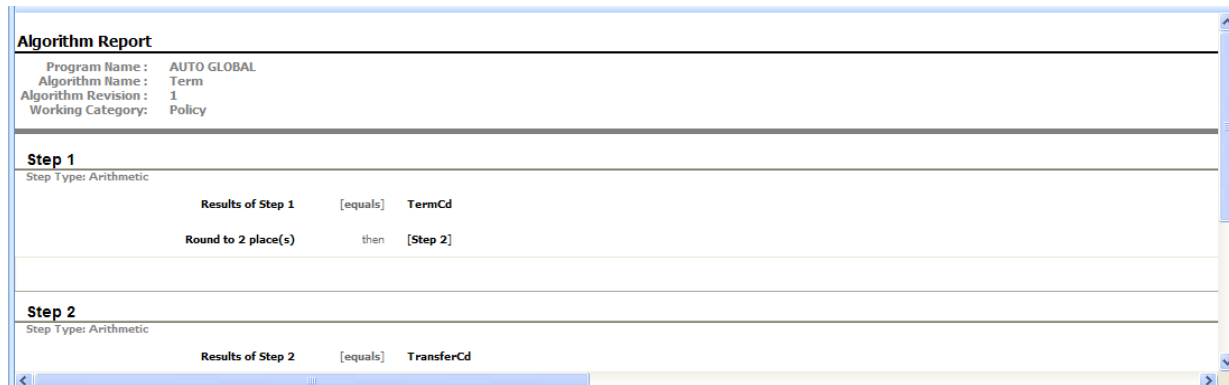 Algorithm Report
Program Name : AUTO GLOBAL
Algorithm Name : Term
Algorithm Revision : 1
Working Category: Policy
Step 1
Step Type: Arithmetic
Results of Step 1 [equals] TermCd
Round to 2 place(s) then [Step 2]
Step 2
Step Type: Arithmetic
Results of Step 2 [equals] TransferCd